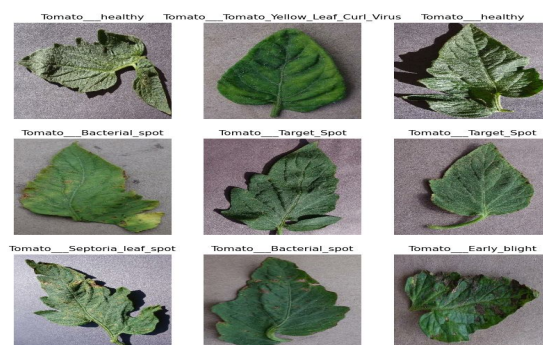 Tomato___healthy
Tomato___Tomato_Yellow_Leaf_Curl_Virus
Tomato___healthy
Tomato___Bacterial_spot
Tomato___Target_Spot
Tomato___Target_Spot
Tomato___Septoria_leaf_spot
Tomato___Bacterial_spot
Tomato___Early_blight